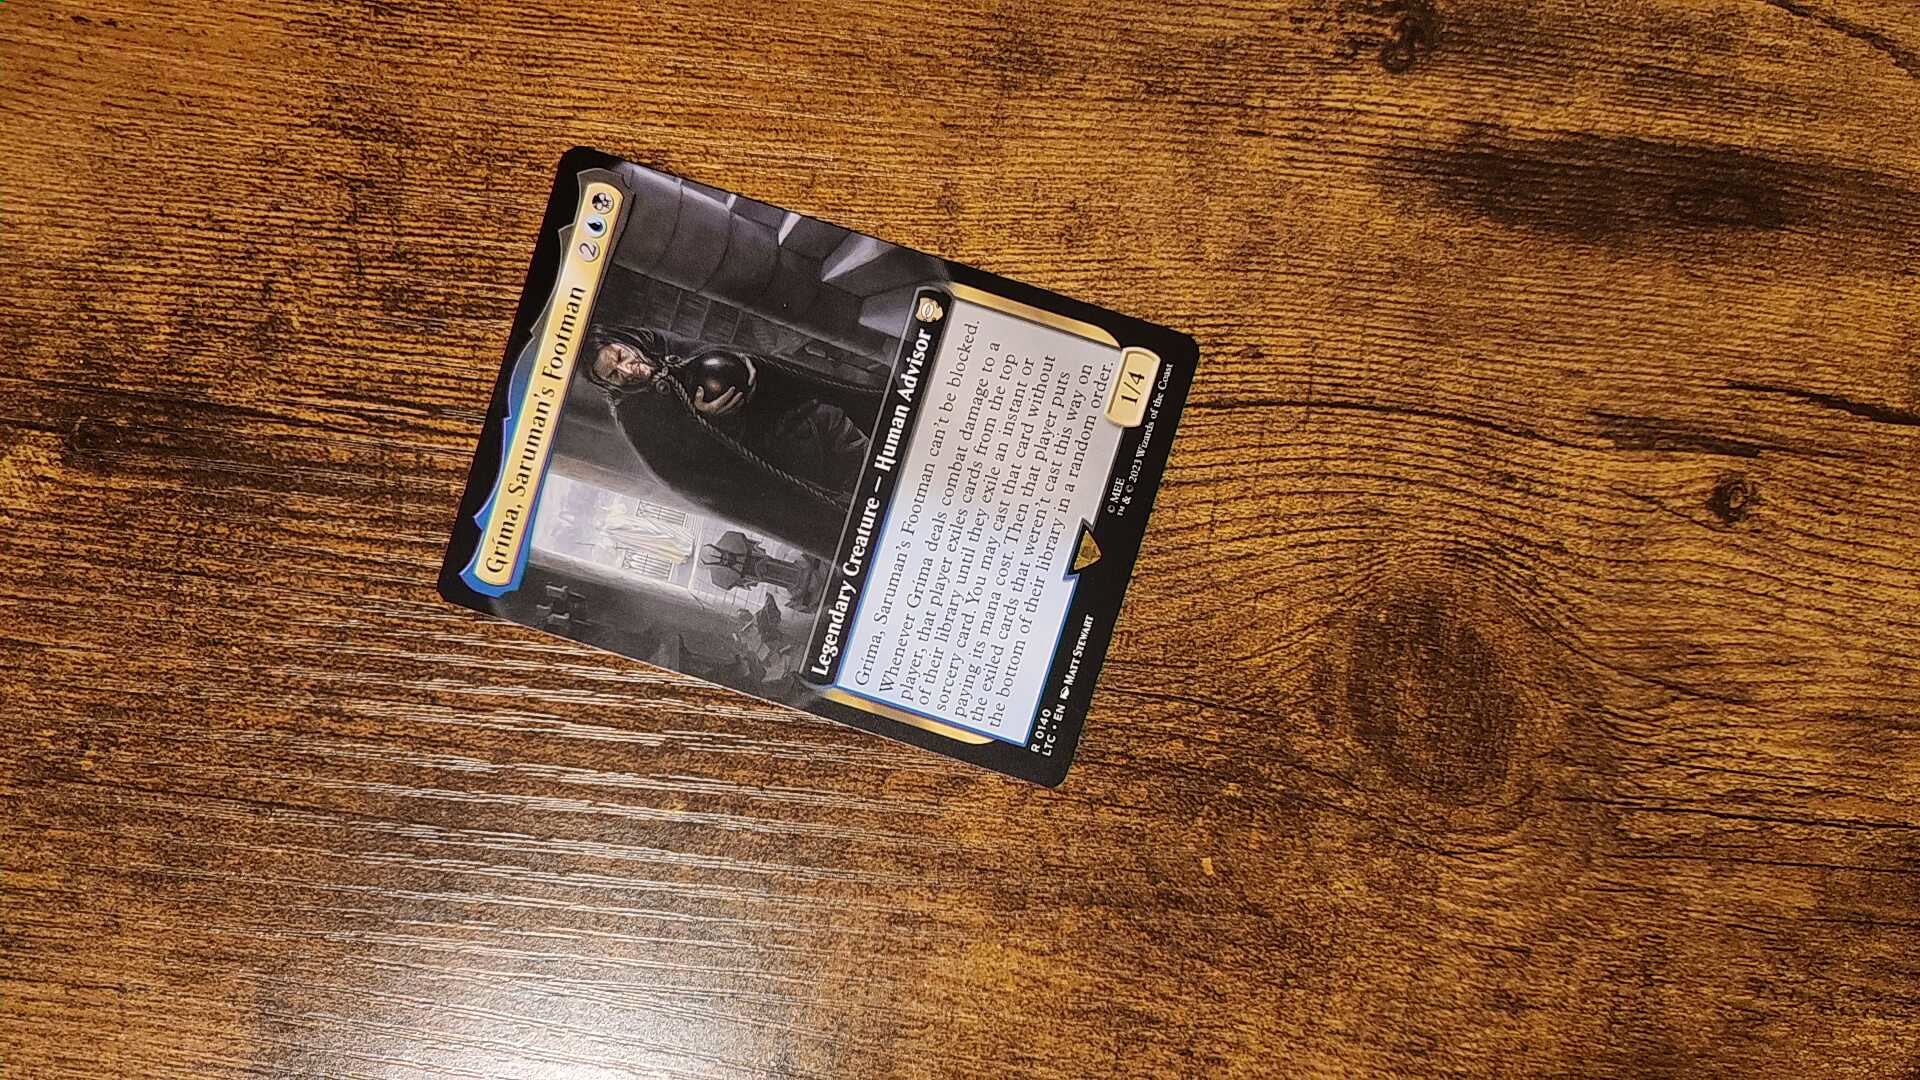 Gríma, Saruman's Footman 2
Legendary Creature — Human Advisor
Gríma, Saruman's Footman can't be blocked.
Whenever Gríma deals combat damage to a
player, that player exiles cards from the top
of their library until they exile an instant or
sorcery card. You may cast that card without
paying its mana cost. Then that player puts
the exiled cards that weren't cast this way on
the bottom of their library in a random order.
1/4
R 0140
LTC • EN MATT STEWART
© MEE
™ & © 2023 Wizards of the Coast